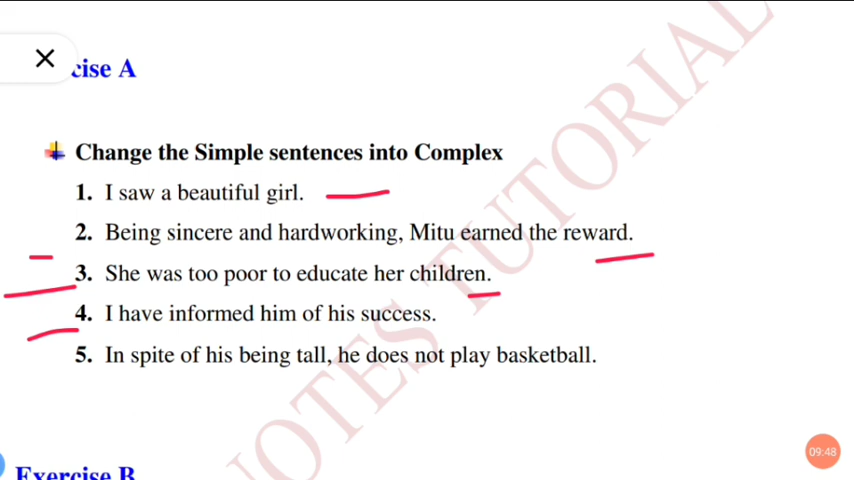 cise A
Change the Simple sentences into Complex
1. I saw a beautiful girl.
2. Being sincere and hardworking, Mitu earned the reward.
3. She was too poor to educate her children.
4. I have informed him of his success.
5. In spite of his being tall, he does not play basketball.
NOTES TUTORIAL
09:48
Exercise B